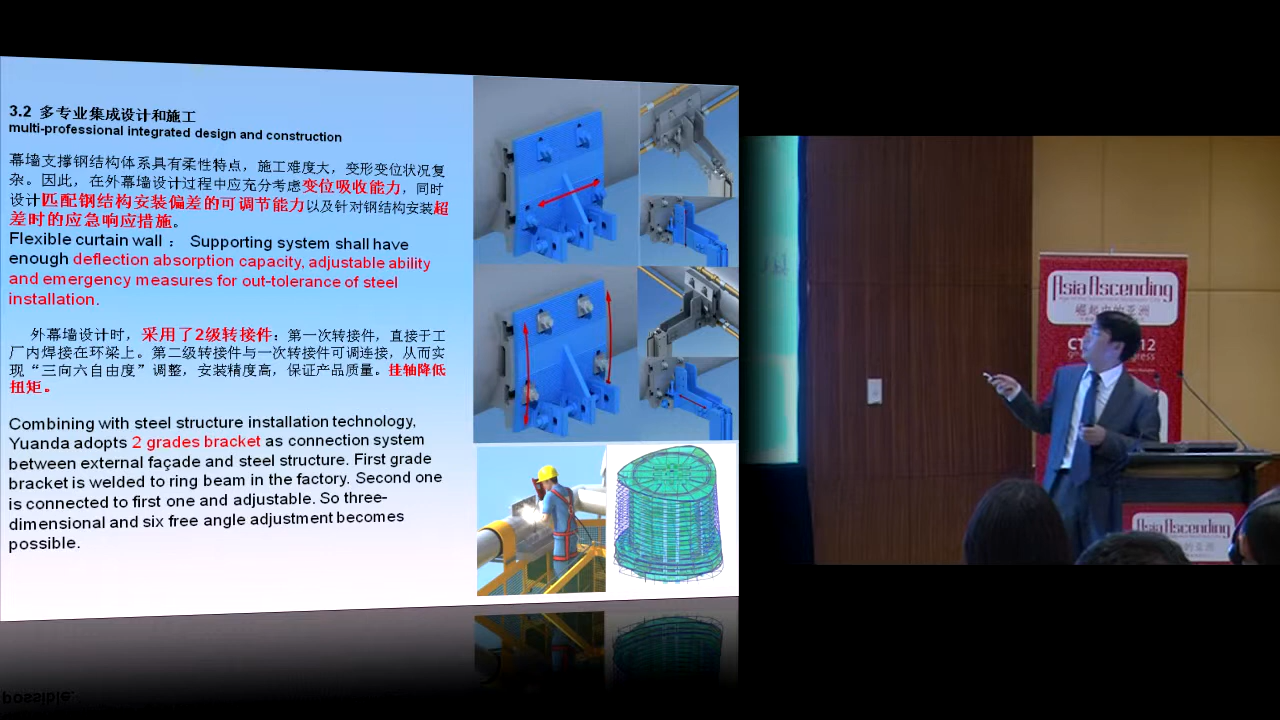 3.2 多专业集成设计和施工
multi-professional integrated design and construction
幕墙支撑钢结构体系具有柔性特点，施工难度大，变形变位状况复
杂。因此，在外幕墙设计过程中应充分考虑变位吸收能力，同时
设计匹配钢结构安装偏差的可调节能力以及针对钢结构安装超
差时的应急响应措施。
Flexible curtain wall： Supporting system shall have
enough deflection absorption capacity, adjustable ability
and emergency measures for out-tolerance of steel
installation.
外幕墙设计时，采用了2级转接件：第一次转接件，直接于工
厂内焊接在环梁上。第二级转接件与一次转接件可调连接，从而实
现“三向六自由度”调整，安装精度高，保证产品质量。挂轴降低
扭矩。
Combining with steel structure installation technology,
Yuanda adopts 2 grades bracket as connection system
between external façade and steel structure. First grade
bracket is welded to ring beam in the factory. Second one
is connected to first one and adjustable. So three-
dimensional and six free angle adjustment becomes
possible.
Asia Ascending
崛起中的亚洲
Asia Ascending